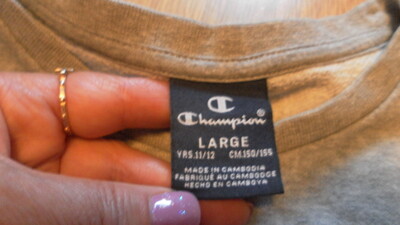 Champion®
LARGE
YRS.11/12 CM.150/155
MADE IN CAMBODIA
FABRIQUÉ AU CAMBODGE
HECHO EN CAMBOYA